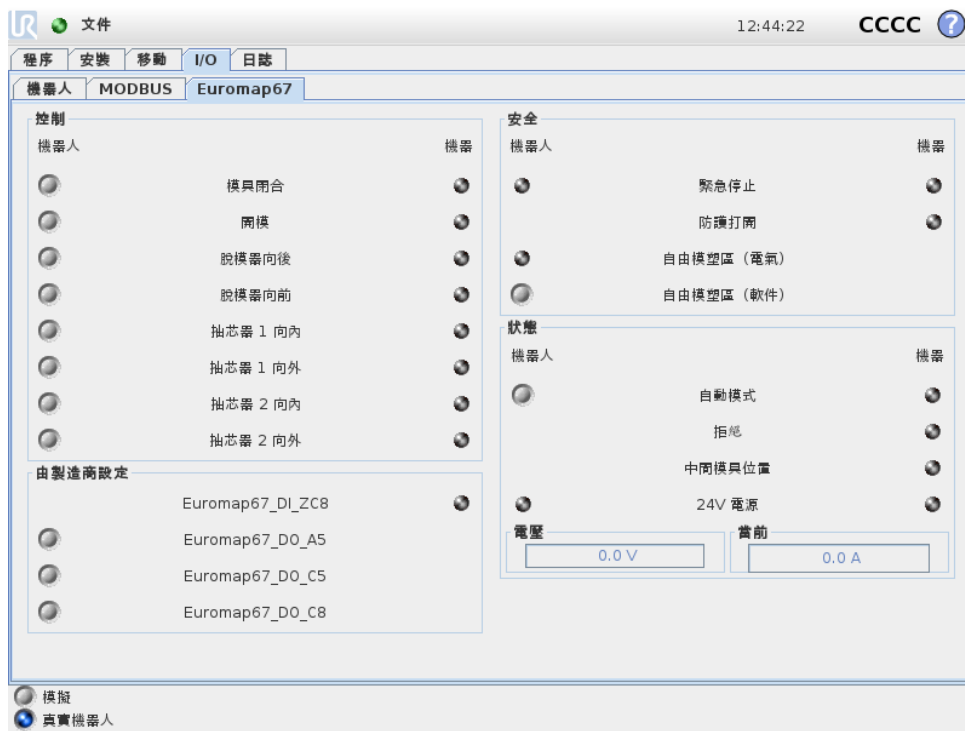 UR 文件 12:44:22 CCCC ?
程序 安裝 移動 I/O 日誌
機器人 MODBUS Euromap67
控制
機器人 機器
模具閉合
開模
脫模器向後
脫模器向前
抽芯器 1 向內
抽芯器 1 向外
抽芯器 2 向內
抽芯器 2 向外
由製造商設定
Euromap67_DI_ZC8
Euromap67_DO_A5
Euromap67_DO_C5
Euromap67_DO_C8
安全
機器人 機器
緊急停止
防護打開
自由模塑區（電氣）
自由模塑區（軟件）
狀態
機器人 機器
自動模式
拒絕
中間模具位置
24V 電源
電壓 當前
0.0 V 0.0 A
模擬
真實機器人